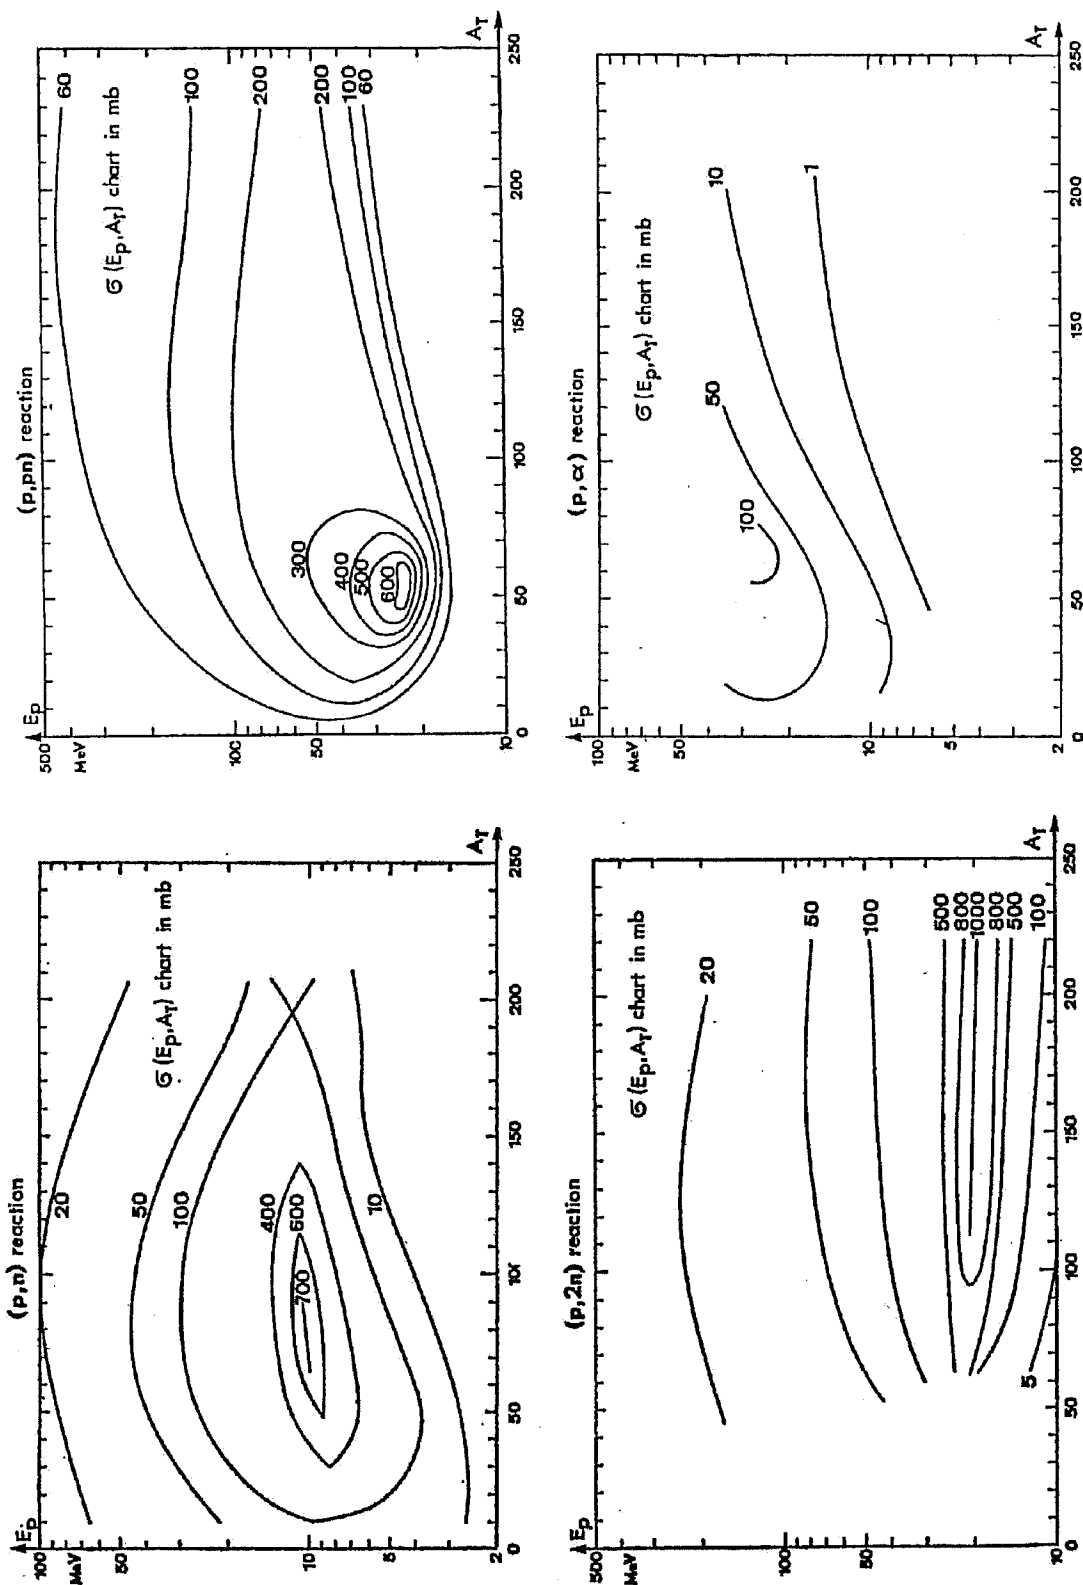 (p,n) reaction
100
Ep
MeV
50
10
5
2
20
50
100
400
600
700
10
σ(Ep,AT) chart in mb
0 50 100 150 200 250
AT
(p,pn) reaction
500
Ep
MeV
100
50
10
60
100
200
300
400
500
600
200
100
60
σ(Ep,AT) chart in mb
0 50 100 150 200 250
AT
(p,2n) reaction
500
Ep
MeV
100
50
10
20
50
100
500
800
1000
800
500
100
5
σ(Ep,AT) chart in mb
0 50 100 150 200 250
AT
(p,α) reaction
100
Ep
MeV
50
10
5
2
100
50
10
1
σ(Ep,AT) chart in mb
0 50 100 150 200 250
AT